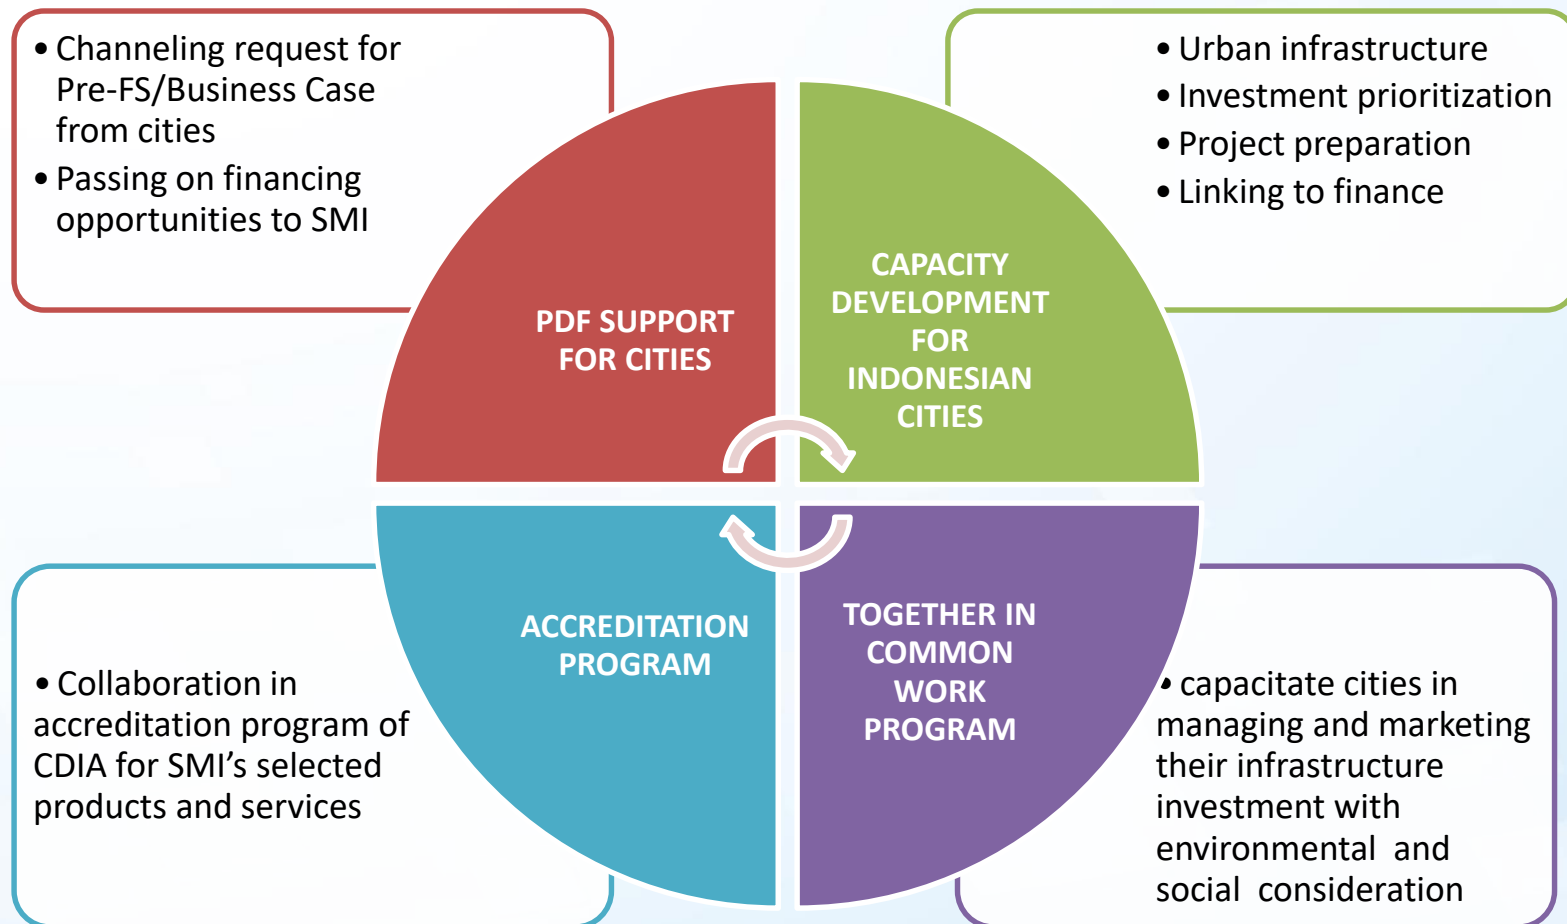 • Channeling request for
Pre-FS/Business Case
from cities
• Passing on financing
opportunities to SMI
• Urban infrastructure
• Investment prioritization
• Project preparation
• Linking to finance
PDF SUPPORT
FOR CITIES
CAPACITY
DEVELOPMENT
FOR
INDONESIAN
CITIES
ACCREDITATION
PROGRAM
TOGETHER IN
COMMON
WORK
PROGRAM
• Collaboration in
accreditation program of
CDIA for SMI's selected
products and services
• capacitate cities in
managing and marketing
their infrastructure
investment with
environmental and
social consideration